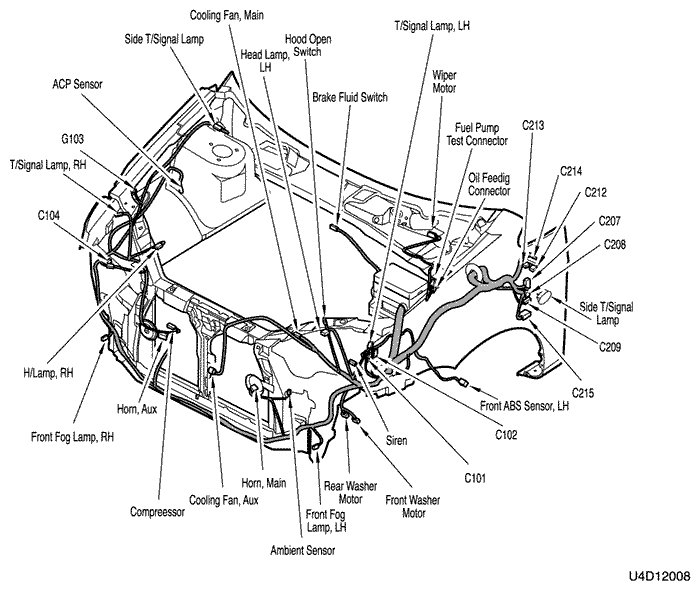 Cooling Fan, Main
T/Signal Lamp, LH
Side T/Signal Lamp
Hood Open
Switch
Head Lamp,
LH
Wiper
Motor
ACP Sensor
Brake Fluid Switch
Fuel Pump
Test Connector
C213
G103
C214
T/Signal Lamp, RH
Oil Feedig
Connector
C212
C104
C207
C208
Side T/Signal
Lamp
C209
H/Lamp, RH
C215
Horn, Aux
Front ABS Sensor, LH
Front Fog Lamp, RH
Siren
C102
C101
Compreessor
Cooling Fan, Aux
Horn, Main
Rear Washer
Motor
Front Washer
Motor
Front Fog
Lamp, LH
Ambient Sensor
U4D12008